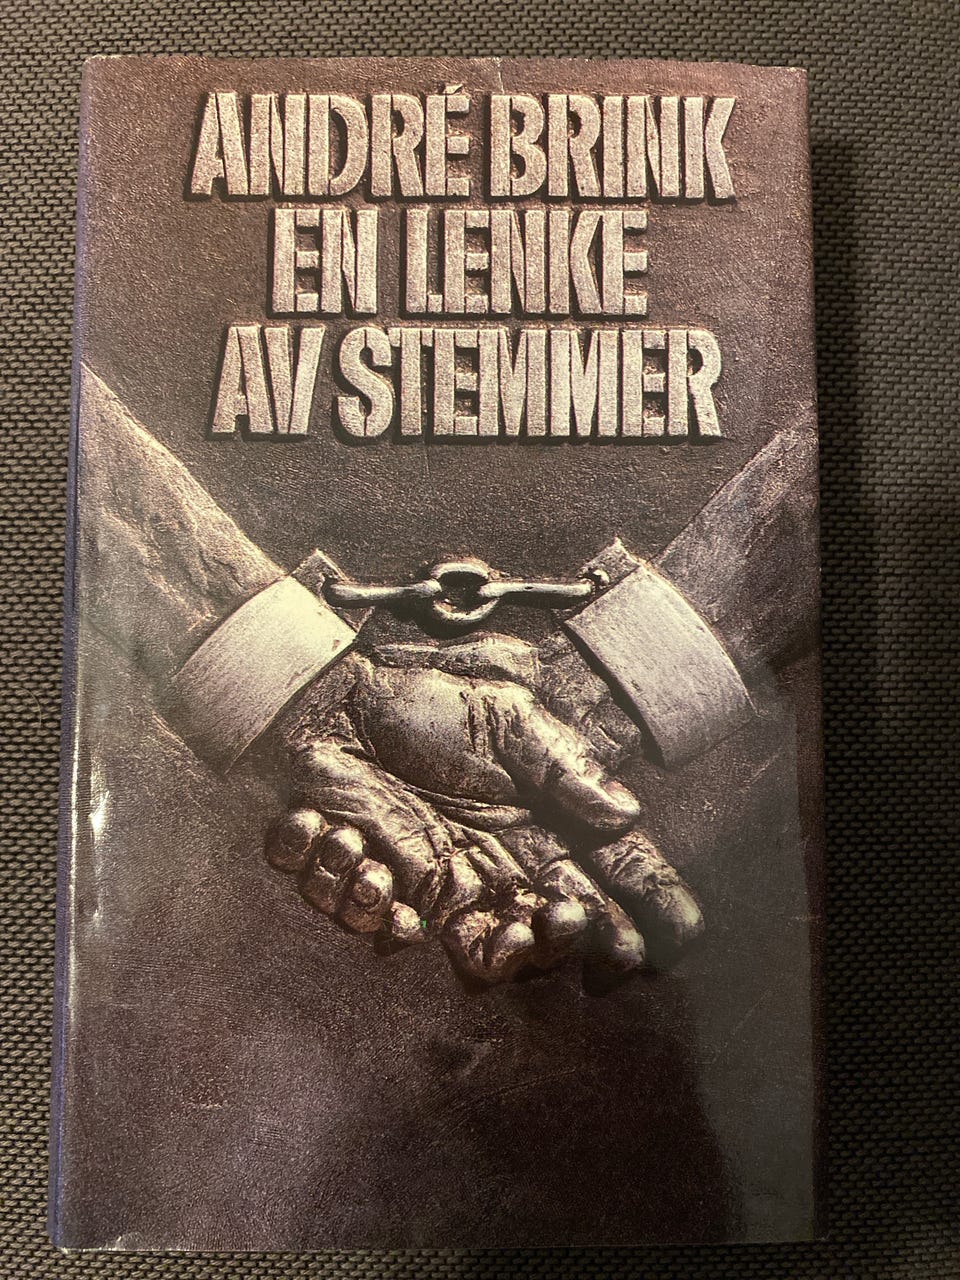 ANDRÉ BRINK
EN LENKE
AV STEMMER